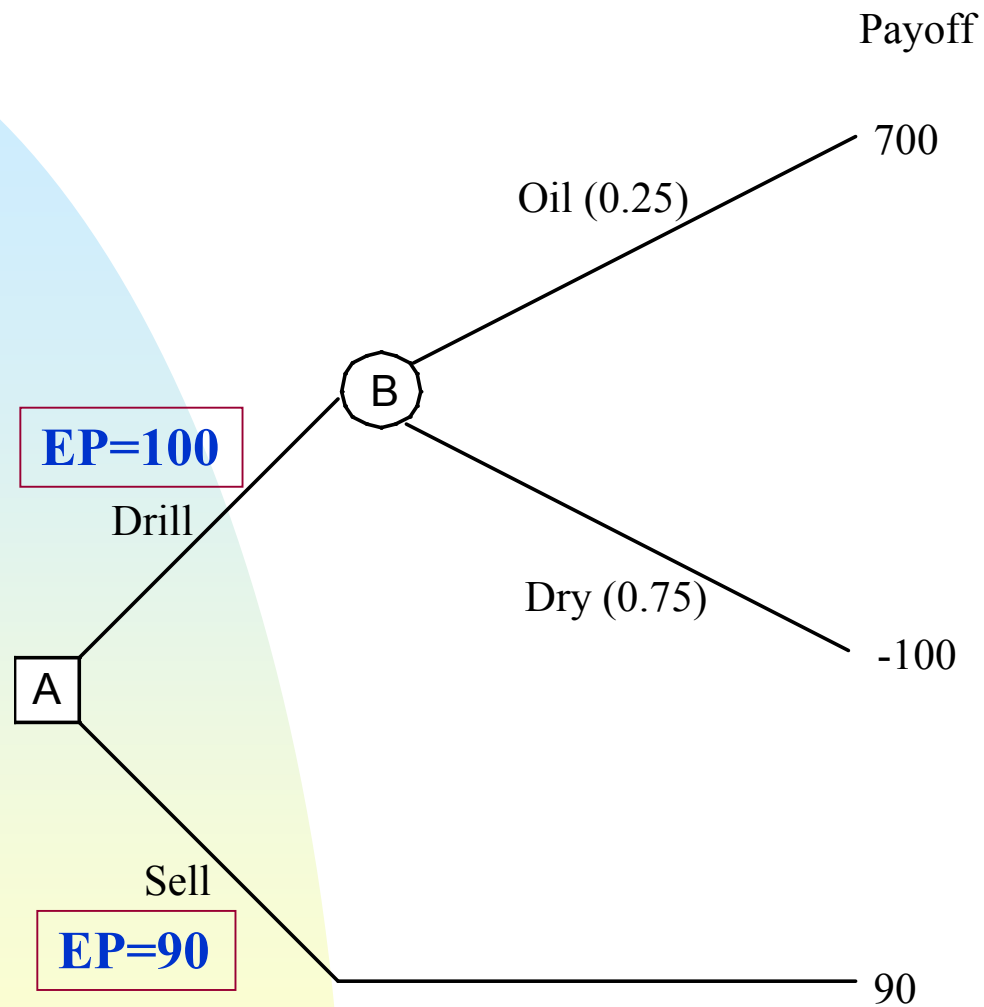 Payoff
700
Oil (0.25)
B
EP=100
Drill
Dry (0.75)
-100
A
Sell
EP=90
90